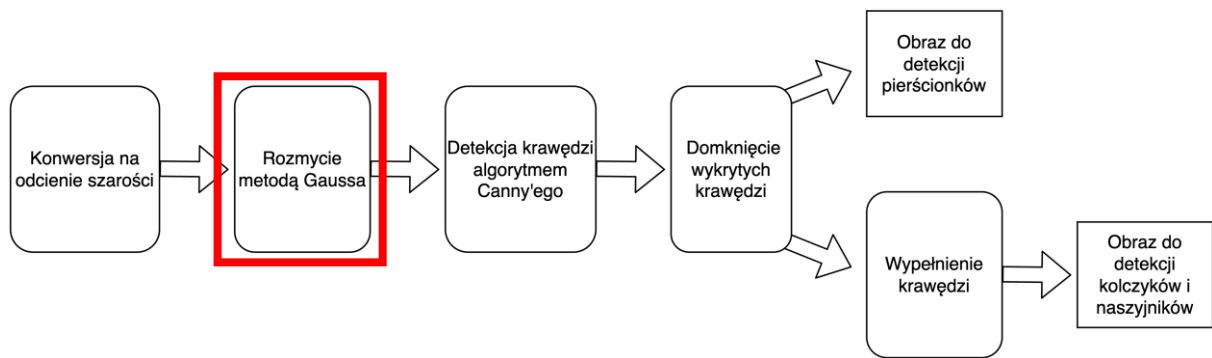 Konwersja na
odcienie szarości
Rozmycie
metodą Gaussa
Detekcja krawędzi
algorytmem
Canny'ego
Domknięcie
wykrytych
krawędzi
Obraz do
detekcji
pierścionków
Wypełnienie
krawędzi
Obraz do
detekcji
kolczyków i
naszyjników